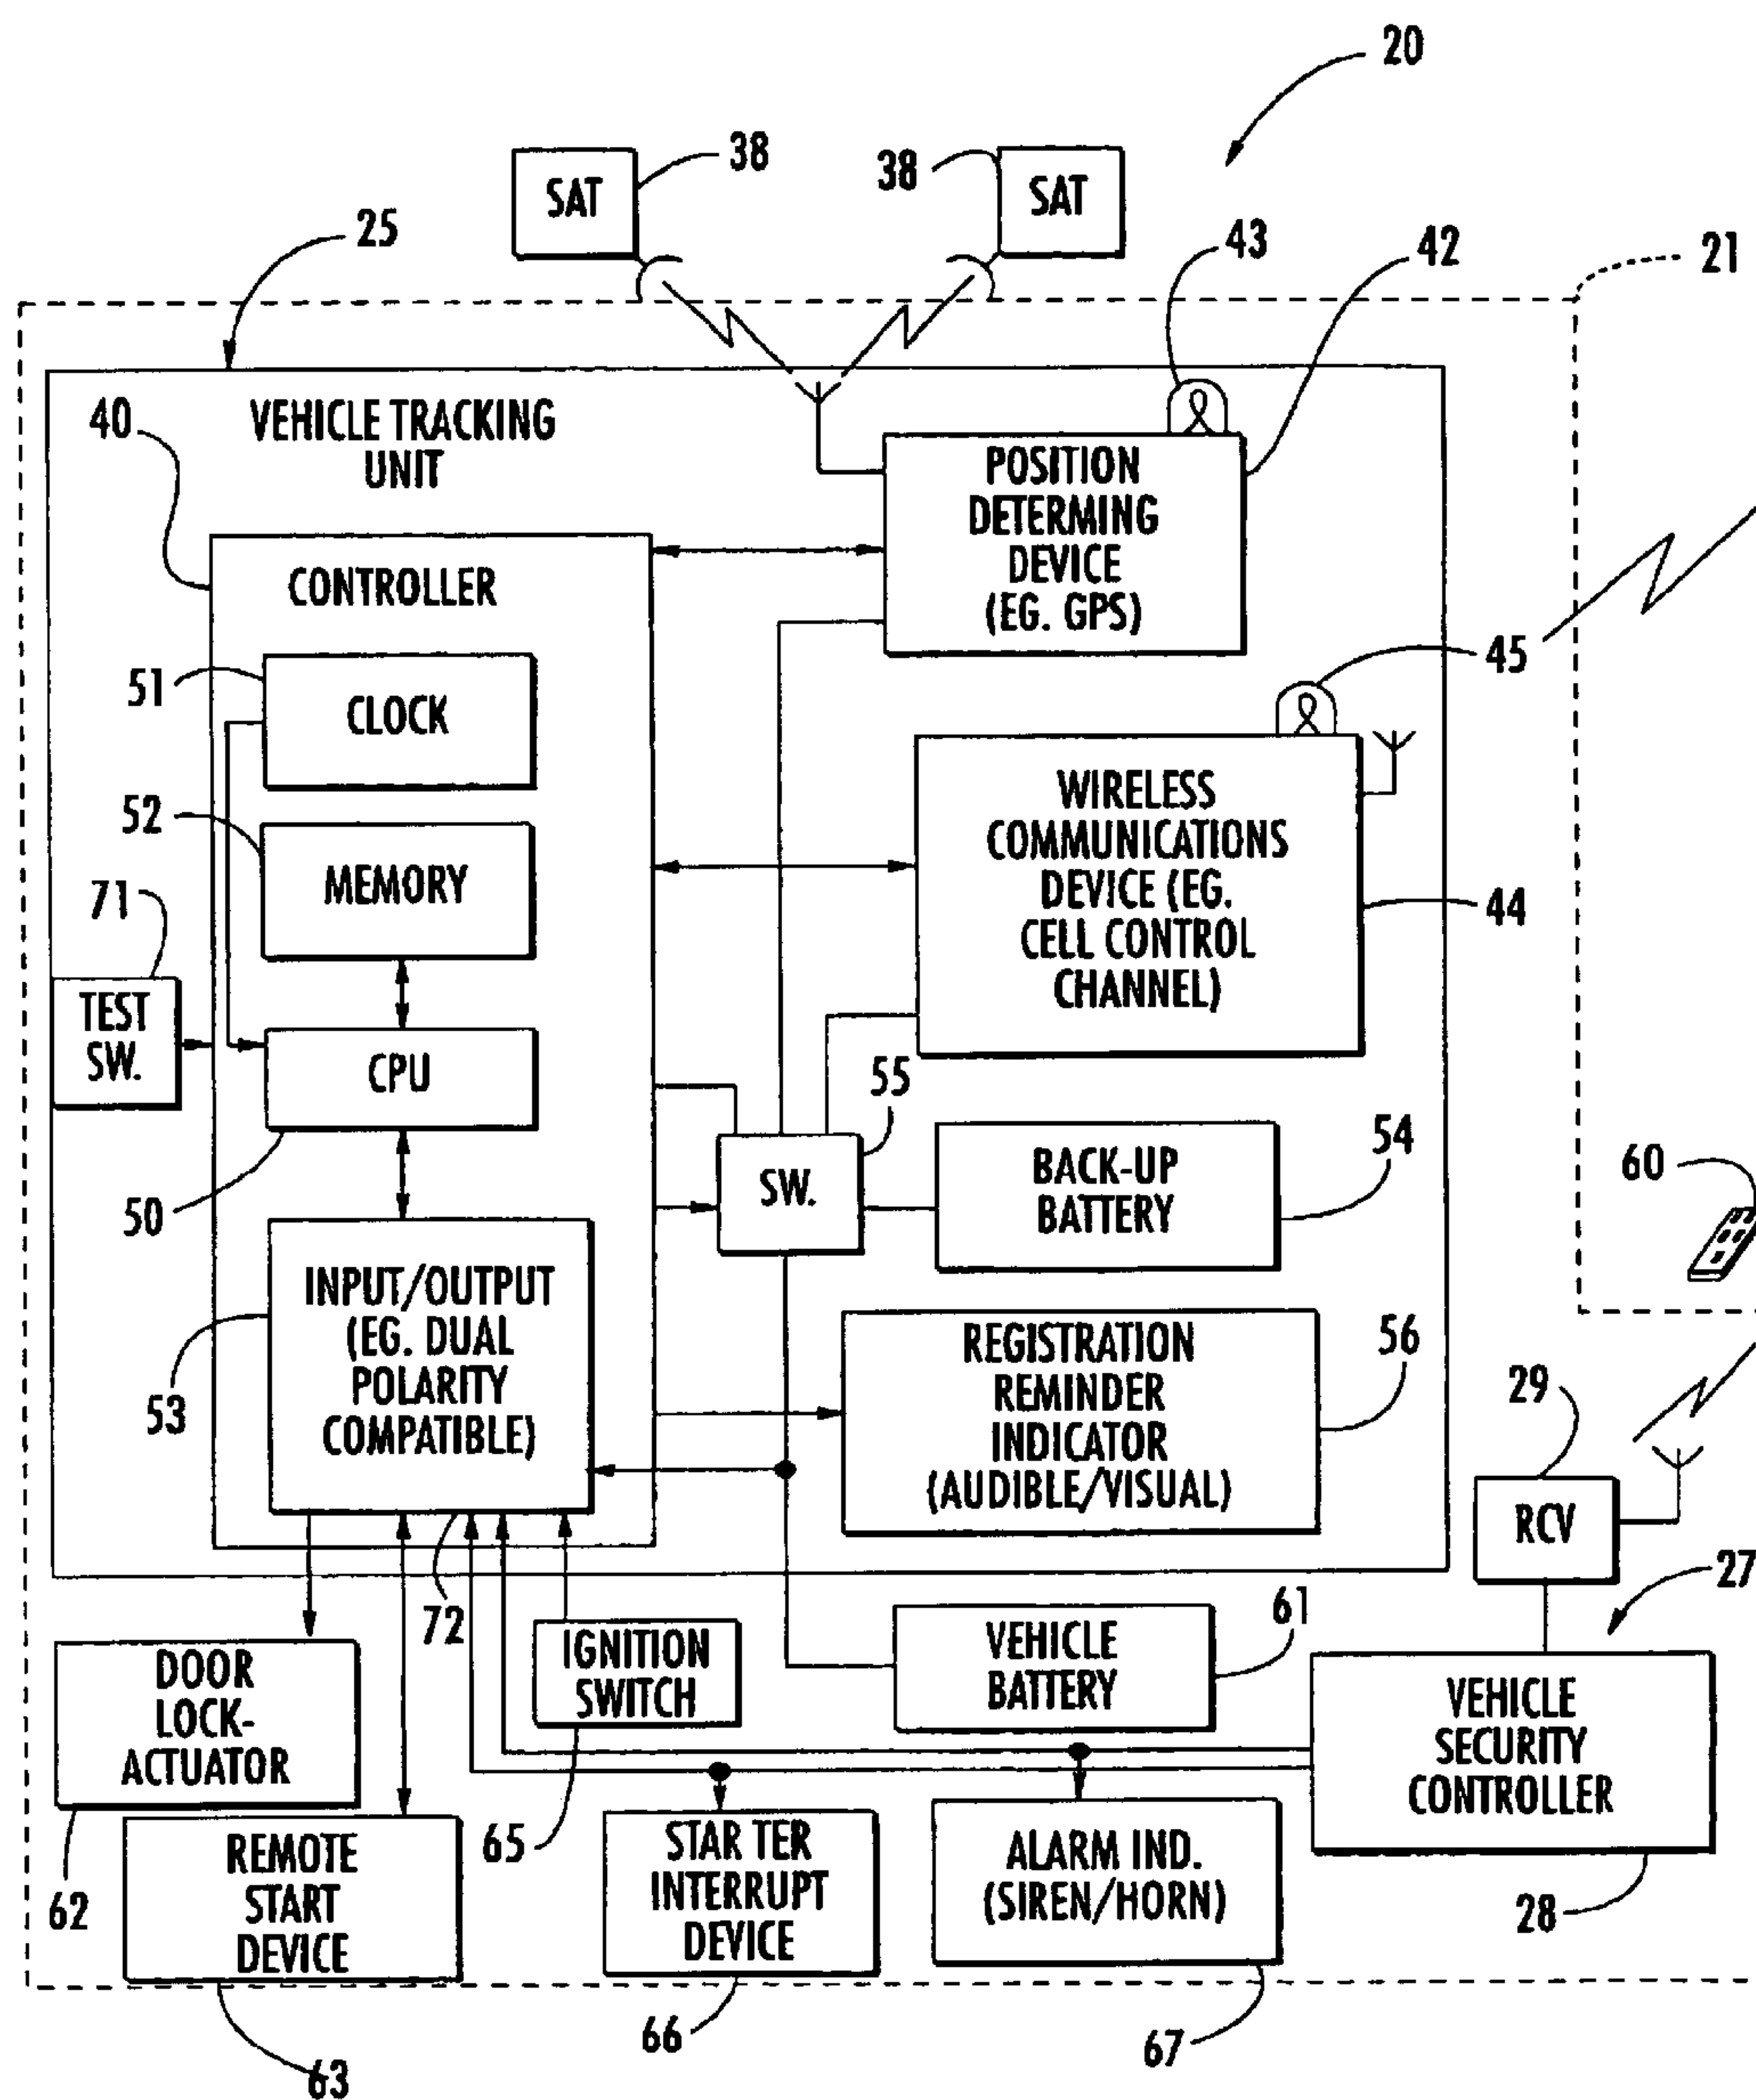 20
38
SAT
38
SAT
25
43
42
21
40
VEHICLE TRACKING
UNIT
POSITION
DETERMING
DEVICE
(EG. GPS)
CONTROLLER
51
CLOCK
45
52
MEMORY
WIRELESS
COMMUNICATIONS
DEVICE (EG.
CELL CONTROL
CHANNEL)
44
71
TEST
SW.
CPU
50
55
SW.
BACK-UP
BATTERY
54
60
INPUT/OUTPUT
(EG. DUAL
POLARITY
COMPATIBLE)
53
REGISTRATION
REMINDER
INDICATOR
(AUDIBLE/VISUAL)
56
29
RCV
27
72
IGNITION
SWITCH
VEHICLE
BATTERY
61
DOOR
LOCK-
ACTUATOR
VEHICLE
SECURITY
CONTROLLER
62
REMOTE
START
DEVICE
65
STAR TER
INTERRUPT
DEVICE
ALARM IND.
(SIREN/HORN)
28
63
66
67